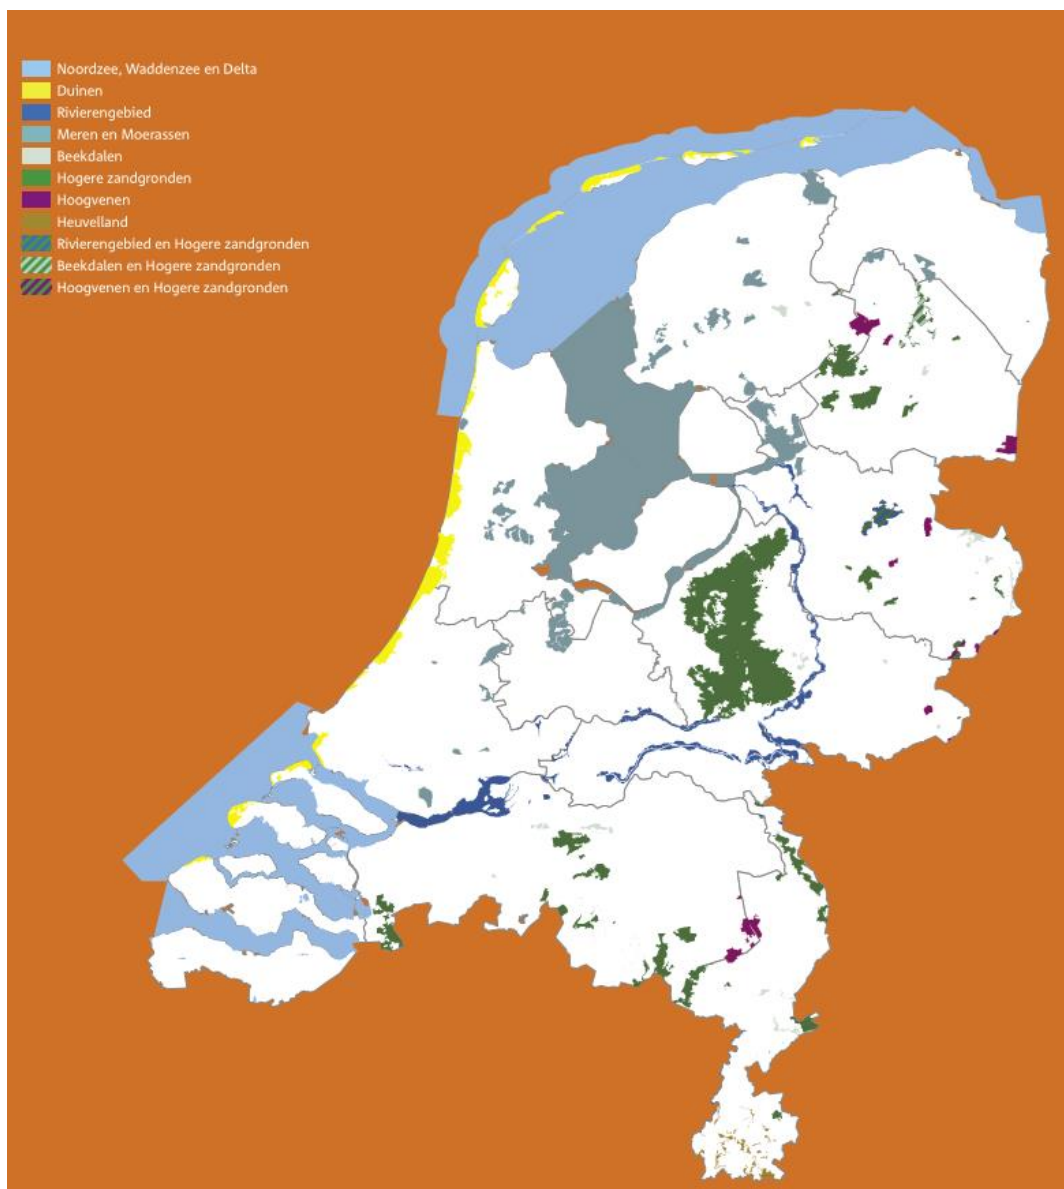 Noordzee, Waddenzee en Delta
Duinen
Rivierengebied
Meren en Moerassen
Beekdalen
Hogere zandgronden
Hoogvenen
Heuvelland
Rivierengebied en Hogere zandgronden
Beekdalen en Hogere zandgronden
Hoogvenen en Hogere zandgronden